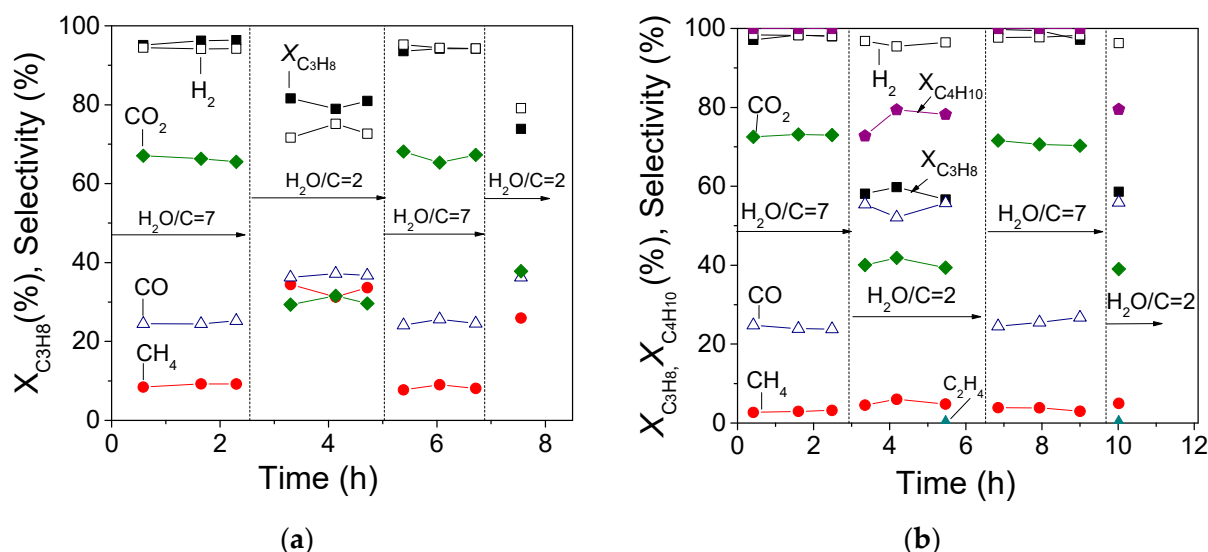 X_C3H8 (%), Selectivity (%)
100
80
60
40
20
0
0
2
4
6
8
Time (h)
H2
X_C3H8
CO2
H2O/C=7
H2O/C=2
H2O/C=7
H2O/C=2
CO
CH4
(a)
X_C3H8, X_C4H10 (%), Selectivity (%)
100
80
60
40
20
0
0
2
4
6
8
10
12
Time (h)
H2
X_C4H10
CO2
X_C3H8
H2O/C=7
H2O/C=2
H2O/C=7
H2O/C=2
CO
CH4
C2H4
(b)